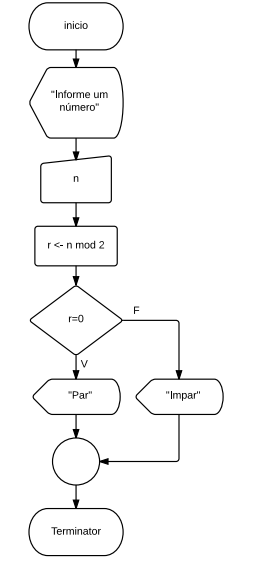 inicio
"Informe um
número"
n
r <- n mod 2
r=0
F
V
"Par"
"Impar"
Terminator